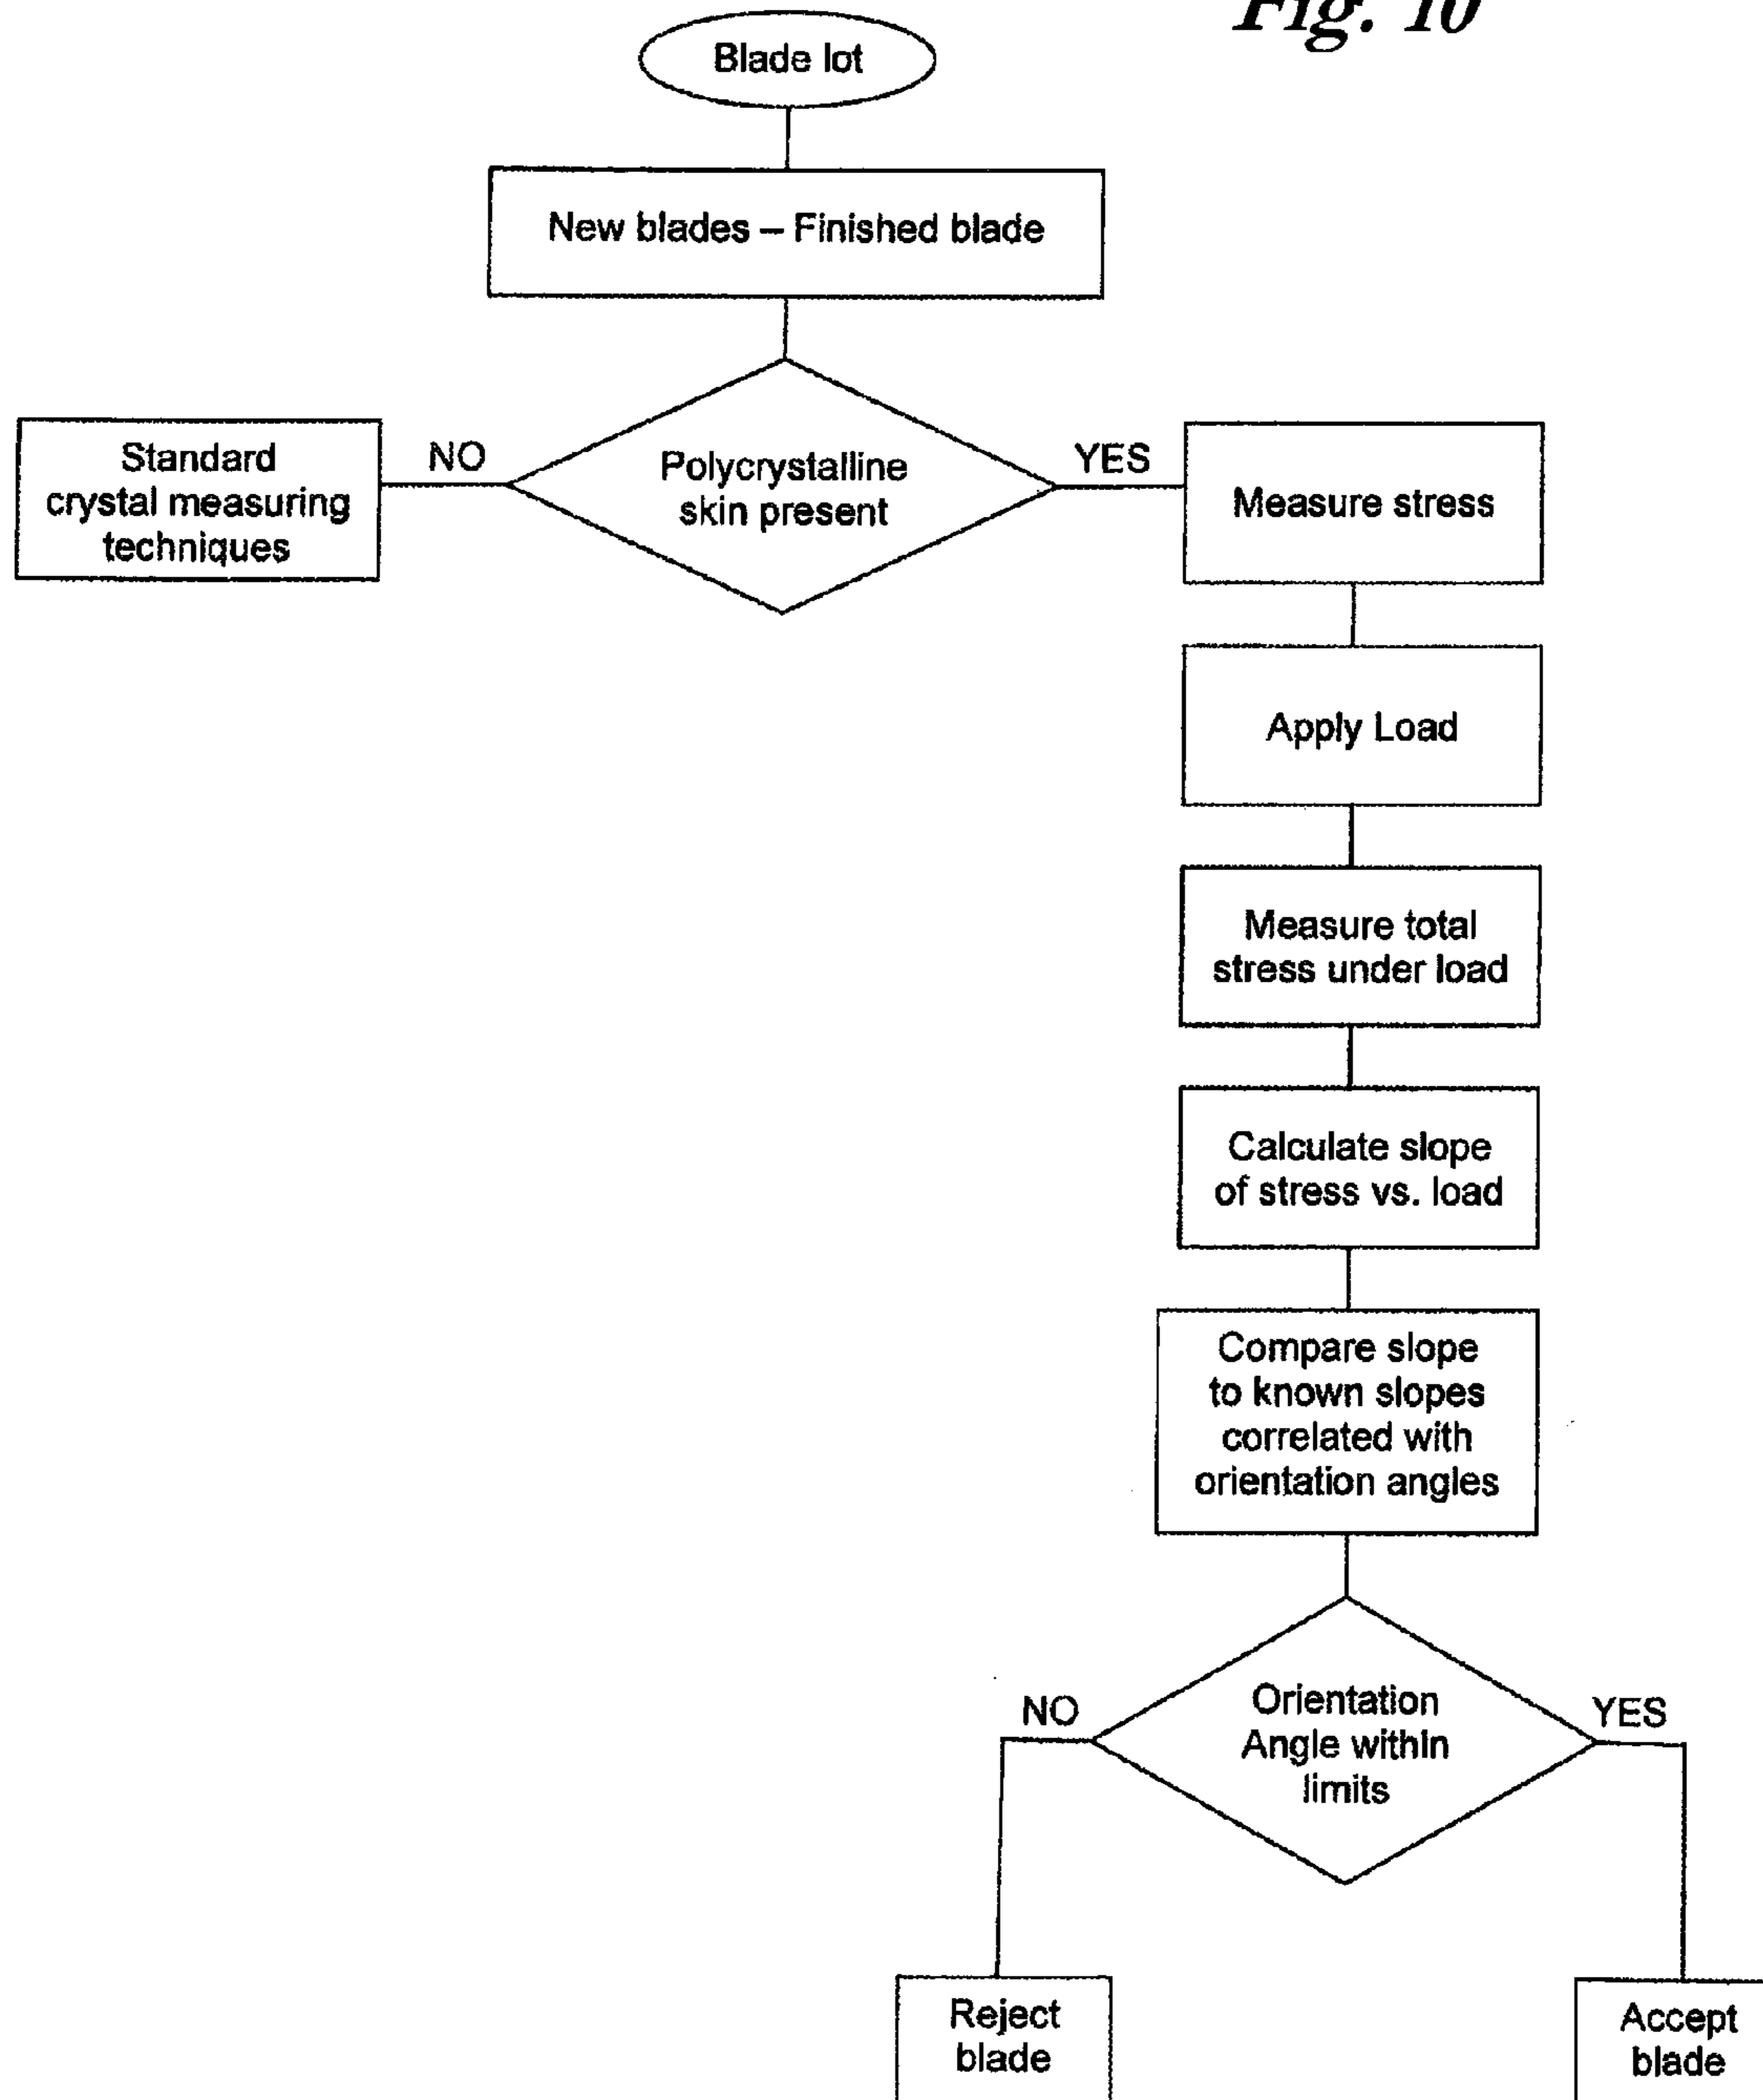 Fig. 10
Blade lot
New blades – Finished blade
Polycrystalline
skin present
NO
YES
Standard
crystal measuring
techniques
Measure stress
Apply Load
Measure total
stress under load
Calculate slope
of stress vs. load
Compare slope
to known slopes
correlated with
orientation angles
Orientation
Angle within
limits
NO
YES
Reject
blade
Accept
blade